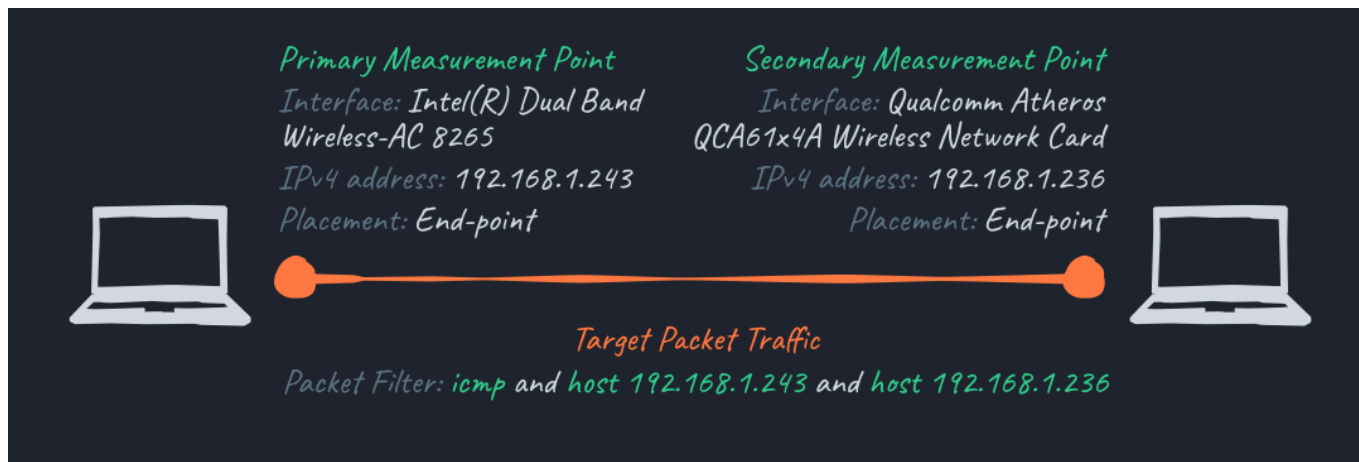 Primary Measurement Point
Interface: Intel(R) Dual Band
Wireless-AC 8265
IPv4 address: 192.168.1.243
Placement: End-point
Secondary Measurement Point
Interface: Qualcomm Atheros
QCA61x4A Wireless Network Card
IPv4 address: 192.168.1.236
Placement: End-point
Target Packet Traffic
Packet Filter: icmp and host 192.168.1.243 and host 192.168.1.236